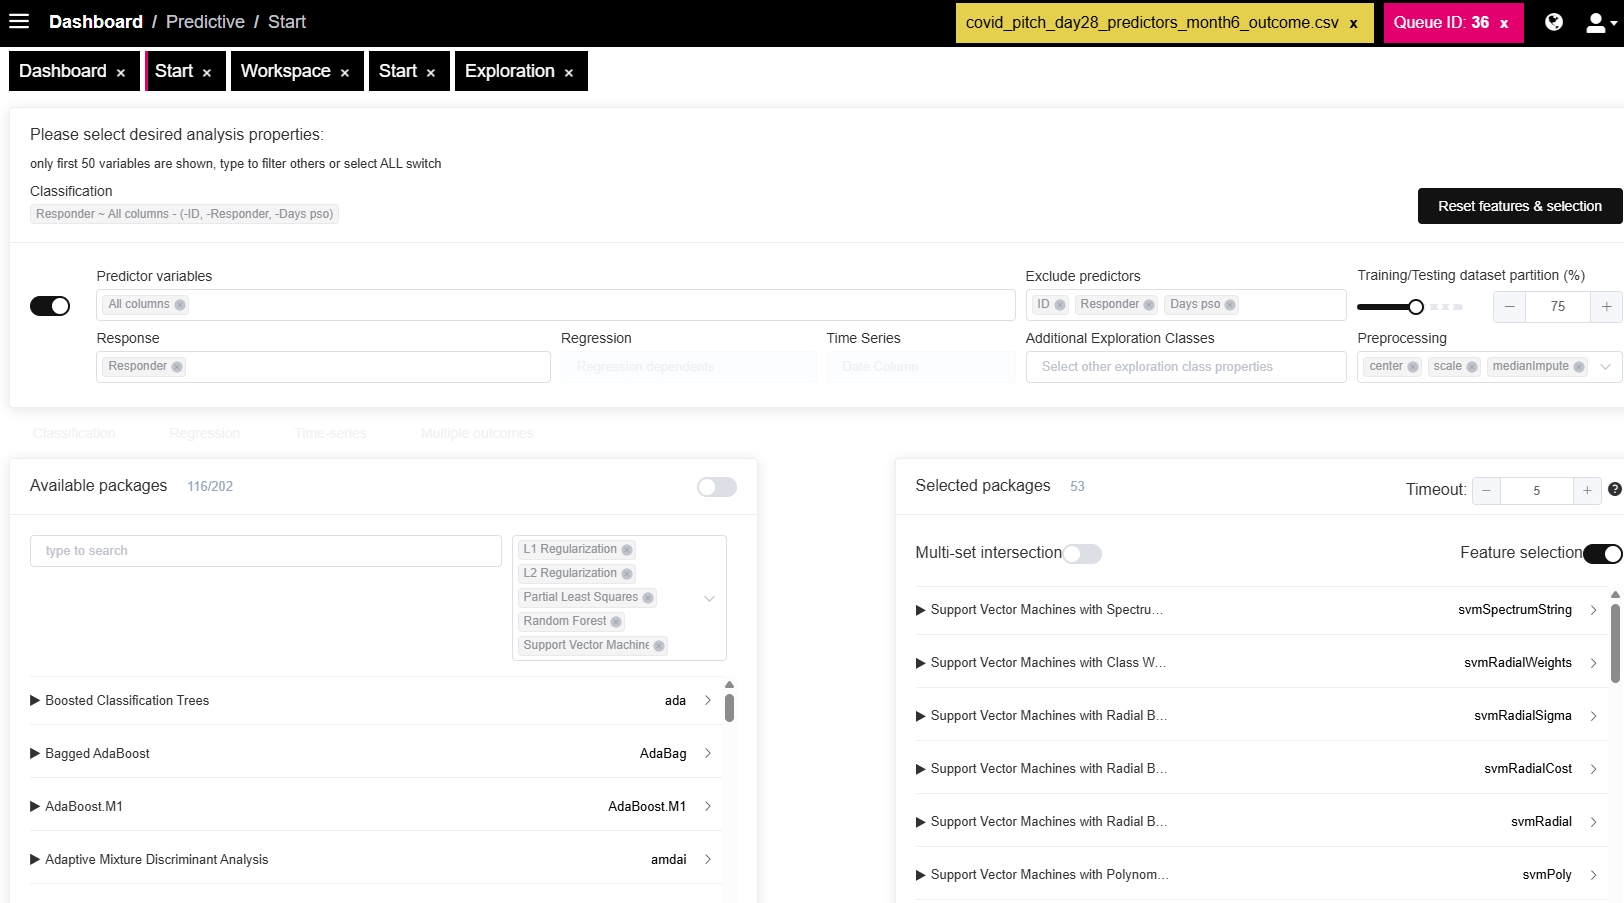 Dashboard / Predictive / Start
covid_pitch_day28_predictors_month6_outcome.csv x
Queue ID: 36 x
Dashboard ×
Start ×
Workspace ×
Start ×
Exploration ×
Please select desired analysis properties:
only first 50 variables are shown, type to filter others or select ALL switch
Classification
Responder ~ All columns - (-ID, -Responder, -Days pso)
Reset features & selection
Predictor variables
All columns
Exclude predictors
ID Responder Days pso
Training/Testing dataset partition (%)
− 75 +
Response
Responder
Regression
Regression dependents
Time Series
Date Column
Additional Exploration Classes
Select other exploration class properties
Preprocessing
center scale medianImpute
Classification Regression Time-series Multiple outcomes
Available packages 116/202
type to search
L1 Regularization
L2 Regularization
Partial Least Squares
Random Forest
Support Vector Machine
Boosted Classification Trees ada
Bagged AdaBoost AdaBag
AdaBoost.M1 AdaBoost.M1
Adaptive Mixture Discriminant Analysis amdai
Selected packages 53
Timeout: − 5 + ?
Multi-set intersection
Feature selection
Support Vector Machines with Spectru... svmSpectrumString
Support Vector Machines with Class W... svmRadialWeights
Support Vector Machines with Radial B... svmRadialSigma
Support Vector Machines with Radial B... svmRadialCost
Support Vector Machines with Radial B... svmRadial
Support Vector Machines with Polynom... svmPoly